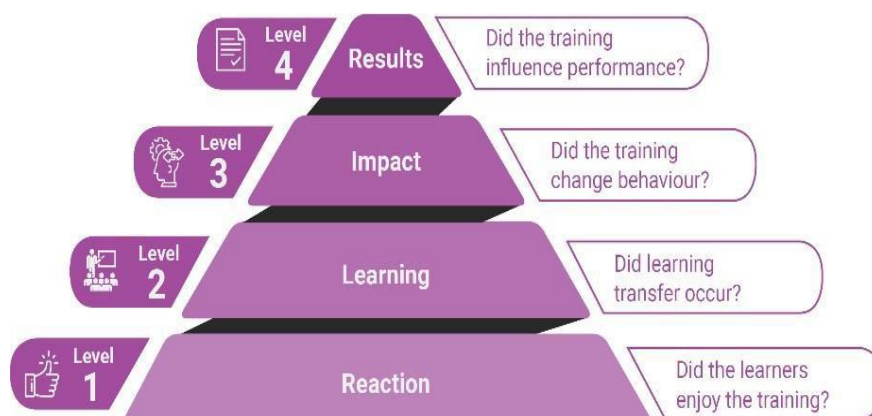 Level
4
Results
Did the training
influence performance?
Level
3
Impact
Did the training
change behaviour?
Level
2
Learning
Did learning
transfer occur?
Level
1
Reaction
Did the learners
enjoy the training?